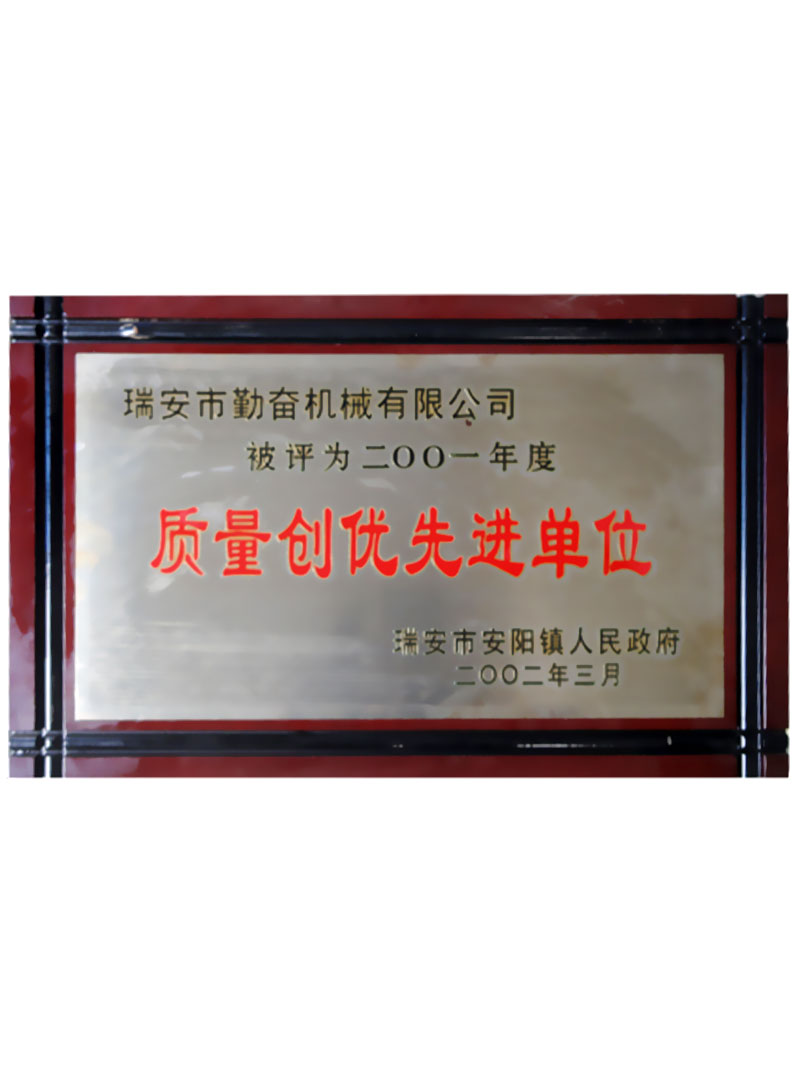 瑞安市勤奋机械有限公司
被评为二OO一年度
质量创优先进单位
瑞安市安阳镇人民政府
二OO二年三月